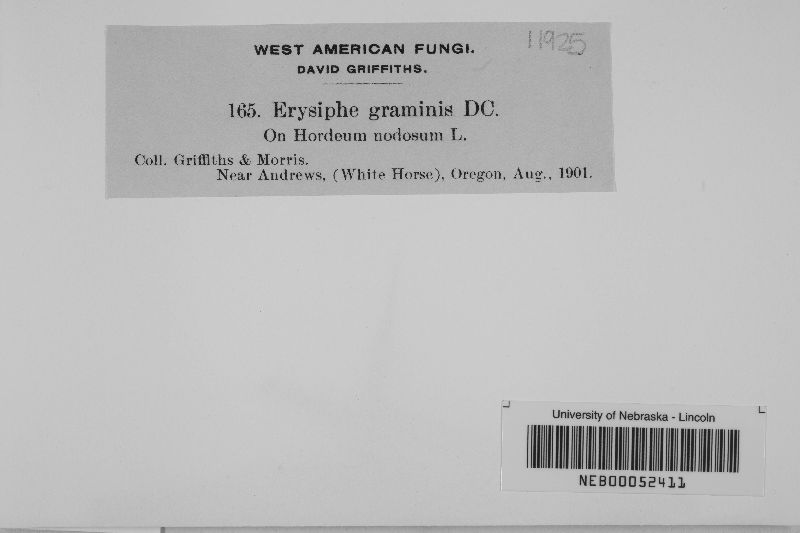 WEST AMERICAN FUNGI.
11925
DAVID GRIFFITHS.
165. Erysiphe graminis DC.
On Hordeum nodosum L.
Coll. Griffiths & Morris.
Near Andrews, (White Horse), Oregon, Aug., 1901.
University of Nebraska - Lincoln
NEB00052411